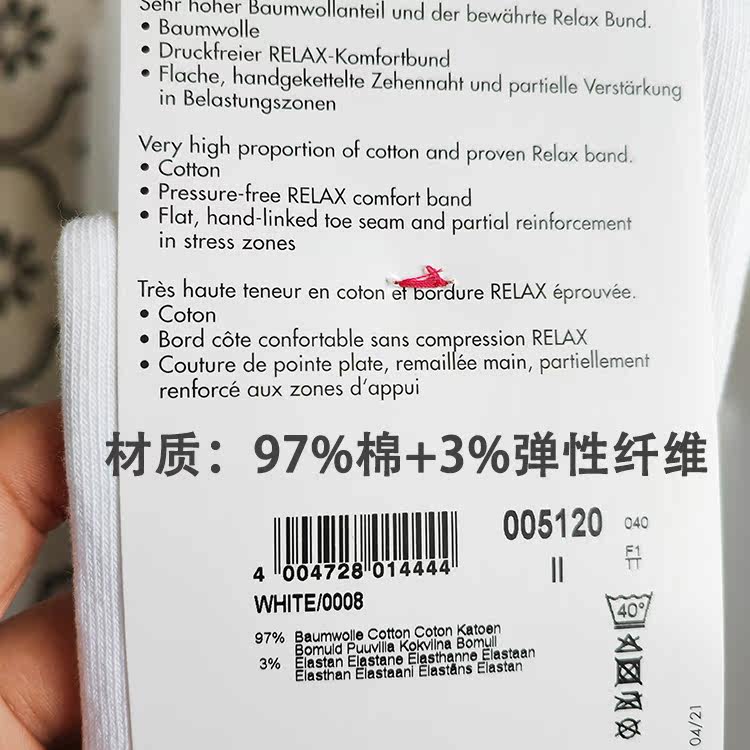 Sehr hoher Baumwollanteil und der bewährte Relax Bund.
• Baumwolle
• Druckfreier RELAX-Komfortbund
• Flache, handgekettelte Zehennaht und partielle Verstärkung
in Belastungszonen
Very high proportion of cotton and proven Relax band.
• Cotton
• Pressure-free RELAX comfort band
• Flat, hand-linked toe seam and partial reinforcement
in stress zones
Très haute teneur en coton et bordure RELAX éprouvée.
• Coton
• Bord côte confortable sans compression RELAX
• Couture de pointe plate, remaillée main, partiellement
renforcé aux zones d'appui
材质：97%棉+3%弹性纤维
005120 040
F1
TT
II
4 004728 014444
WHITE/0008
40°
97% Baumwolle Cotton Coton Katoen
Bomuld Puuvilla Kokvilna Bomull
3% Elastan Elastane Elasthanne Elastaan
Elasthan Elastaani Elastāns Elastan
04/21